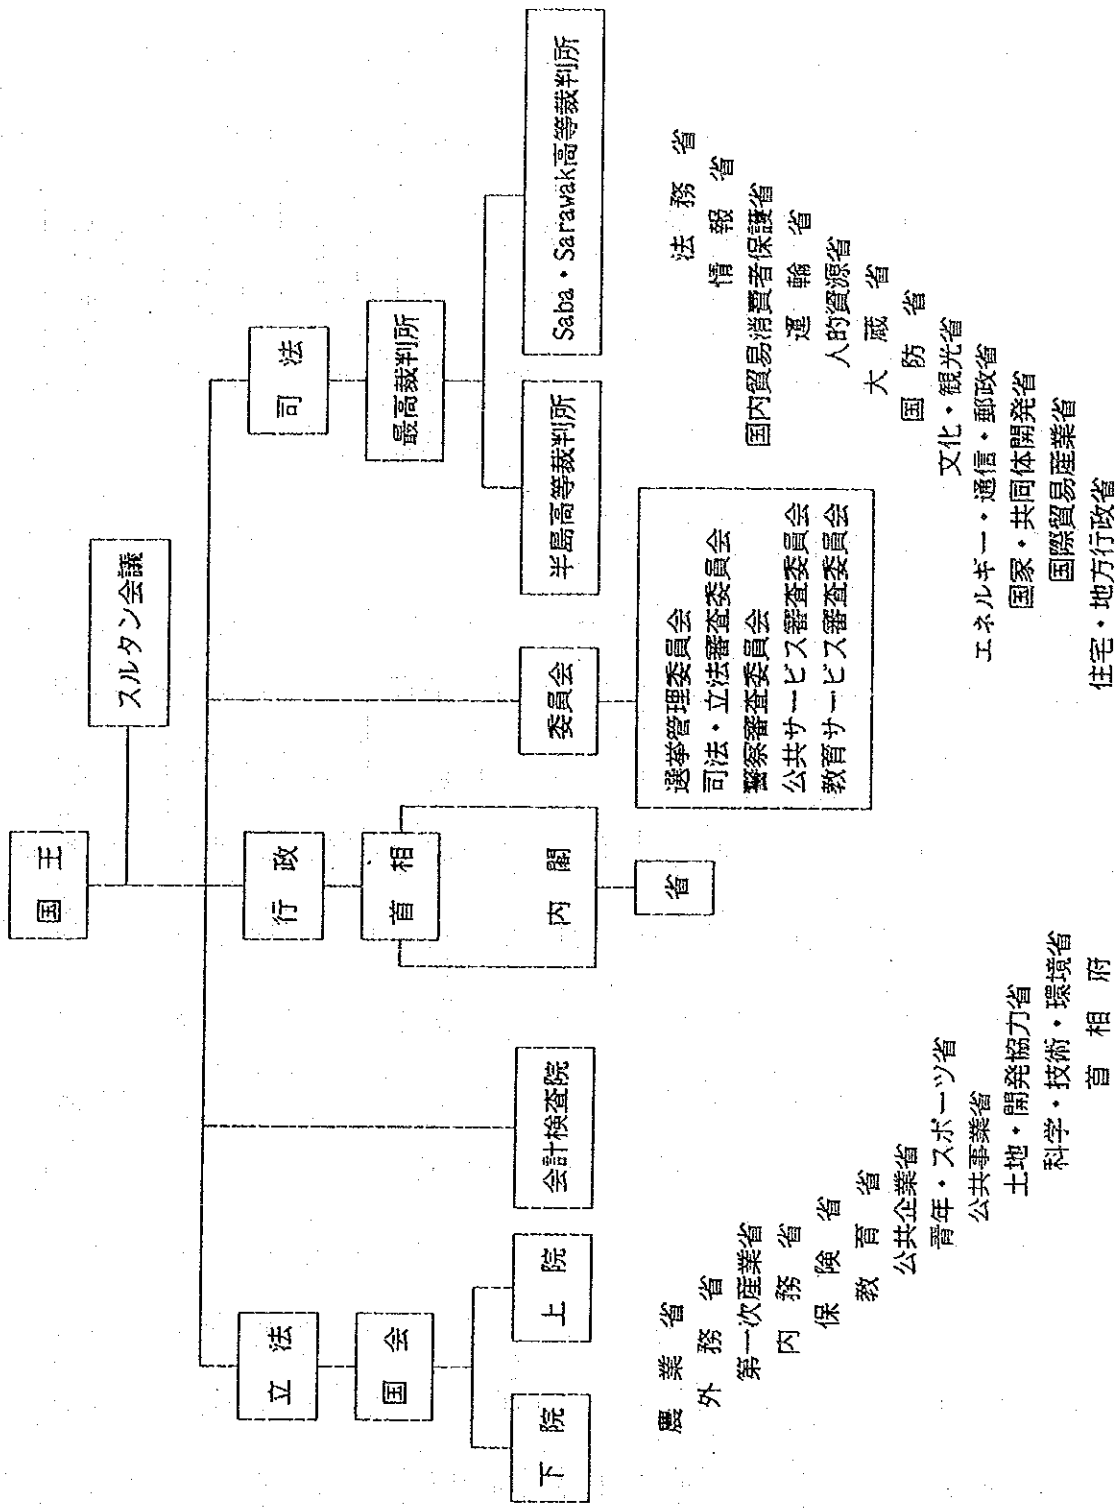 国王
スルタン会議
立法
会計検査院
行政
委員会
司法
国会
首相
最高裁判所
下院
上院
内閣
半島高等裁判所
Saba・Sarawak高等裁判所
省
選挙管理委員会
司法・立法審査委員会
警察審査委員会
公共サービス審査委員会
教育サービス審査委員会
農業省
外務省
第一次産業省
内務省
保険省
教育省
公共企業省
青年・スポーツ省
公共事業省
土地・開発協力省
科学・技術・環境省
首相府
法務省
情報省
国内貿易消費者保護省
運輸省
人的資源省
大蔵省
国防省
文化・観光省
エネルギー・通信・郵政省
国家・共同体開発省
国際貿易産業省
住宅・地方行政省